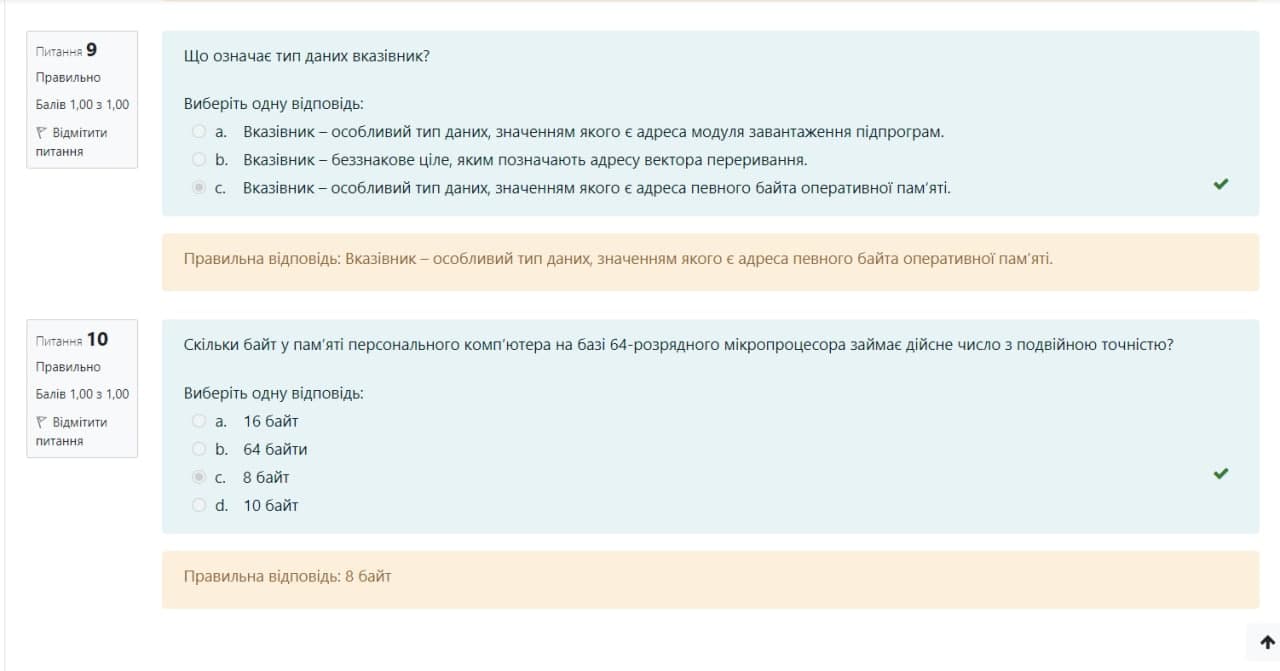 Питання 9
Правильно
Балів 1,00 з 1,00
Відмітити
питання
Що означає тип даних вказівник?
Виберіть одну відповідь:
a. Вказівник – особливий тип даних, значенням якого є адреса модуля завантаження підпрограм.
b. Вказівник – беззнакове ціле, яким позначають адресу вектора переривання.
c. Вказівник – особливий тип даних, значенням якого є адреса певного байта оперативної пам’яті.
Правильна відповідь: Вказівник – особливий тип даних, значенням якого є адреса певного байта оперативної пам’яті.
Питання 10
Правильно
Балів 1,00 з 1,00
Відмітити
питання
Скільки байт у пам’яті персонального комп’ютера на базі 64-розрядного мікропроцесора займає дійсне число з подвійною точністю?
Виберіть одну відповідь:
a. 16 байт
b. 64 байти
c. 8 байт
d. 10 байт
Правильна відповідь: 8 байт